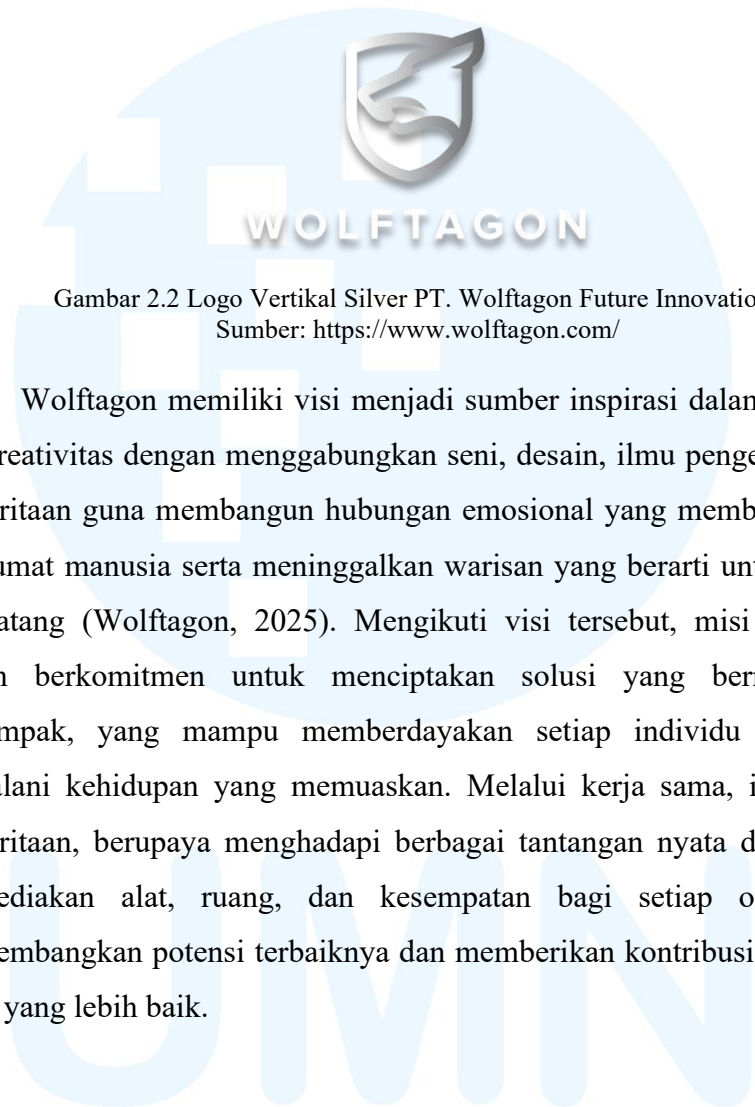 WOLFTAGON
Gambar 2.2 Logo Vertikal Silver PT. Wolftagon Future Innovatio
Sumber: https://www.wolftagon.com/
Wolftagon memiliki visi menjadi sumber inspirasi dalam
reativitas dengan menggabungkan seni, desain, ilmu penge
ritaan guna membangun hubungan emosional yang memb
umat manusia serta meninggalkan warisan yang berarti unt
atang (Wolftagon, 2025). Mengikuti visi tersebut, misi
berkomitmen untuk menciptakan solusi yang ber
mpak, yang mampu memberdayakan setiap individu
lani kehidupan yang memuaskan. Melalui kerja sama, i
ritaan, berupaya menghadapi berbagai tantangan nyata d
ediakan alat, ruang, dan kesempatan bagi setiap o
embangkan potensi terbaiknya dan memberikan kontribusi
yang lebih baik.
UMN